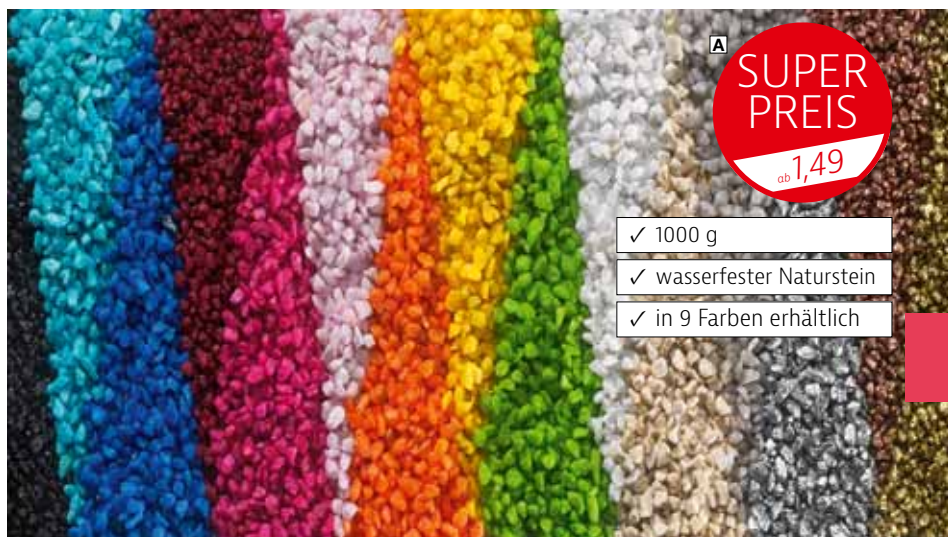 A
SUPER
PREIS
ab 1,49
✓ 1000 g
✓ wasserfester Naturstein
✓ in 9 Farben erhältlich